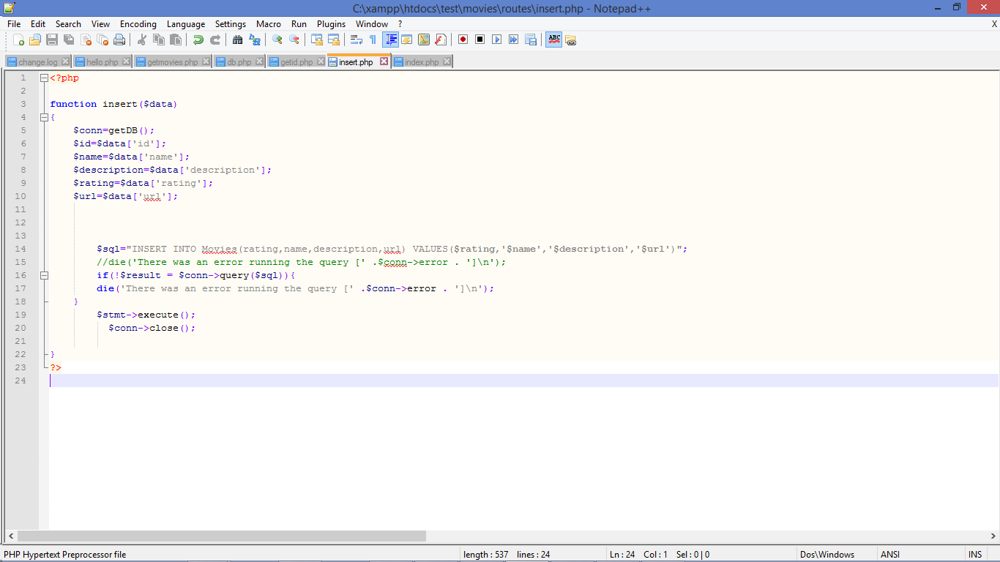 C:\xampp\htdocs\test\movies\routes\insert.php - Notepad++
File Edit Search View Encoding Language Settings Macro Run Plugins Window ? X
change.log hello.php getmovies.php db.php getid.php insert.php index.php
1 <?php
2
3 function insert($data)
4 {
5 $conn=getDB();
6 $id=$data['id'];
7 $name=$data['name'];
8 $description=$data['description'];
9 $rating=$data['rating'];
10 $url=$data['url'];
11
12
13
14 $sql="INSERT INTO Movies(rating,name,description,url) VALUES($rating,'$name','$description','$url')";
15 //die('There was an error running the query [' .$conn->error . ']\n');
16 if(!$result = $conn->query($sql)){
17 die('There was an error running the query [' .$conn->error . ']\n');
18 }
19 $stmt->execute();
20 $conn->close();
21
22 }
23 ?>
24
PHP Hypertext Preprocessor file length : 537 lines : 24 Ln : 24 Col : 1 Sel : 0 | 0 Dos\Windows ANSI INS